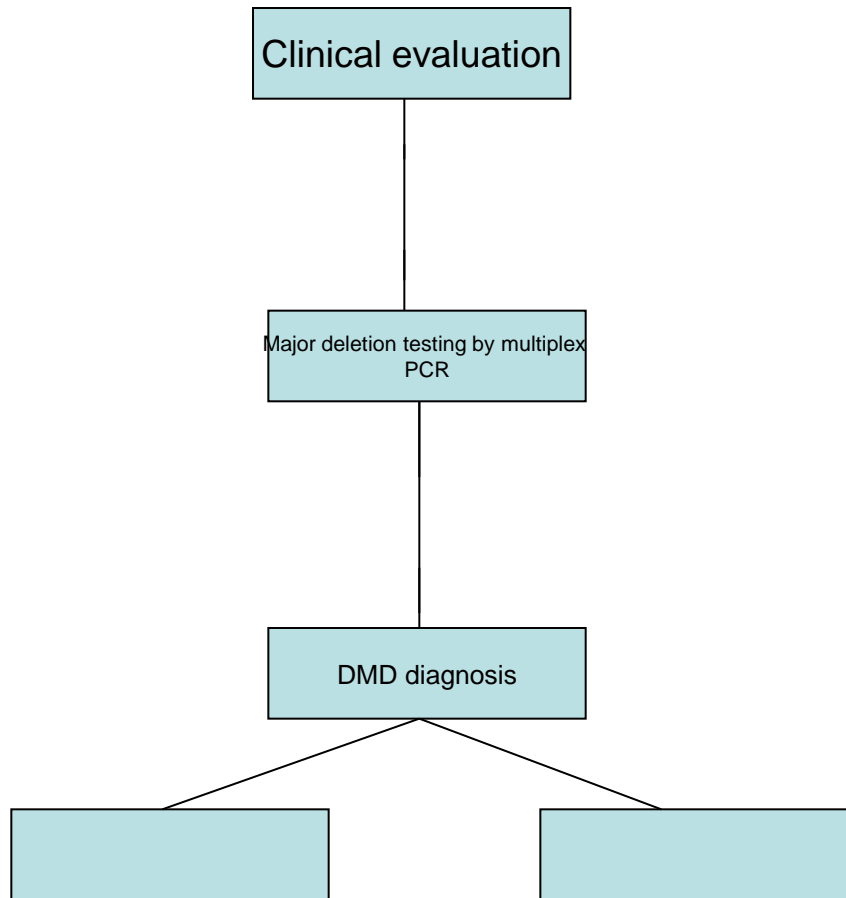 Clinical evaluation
Major deletion testing by multiplex
PCR
DMD diagnosis